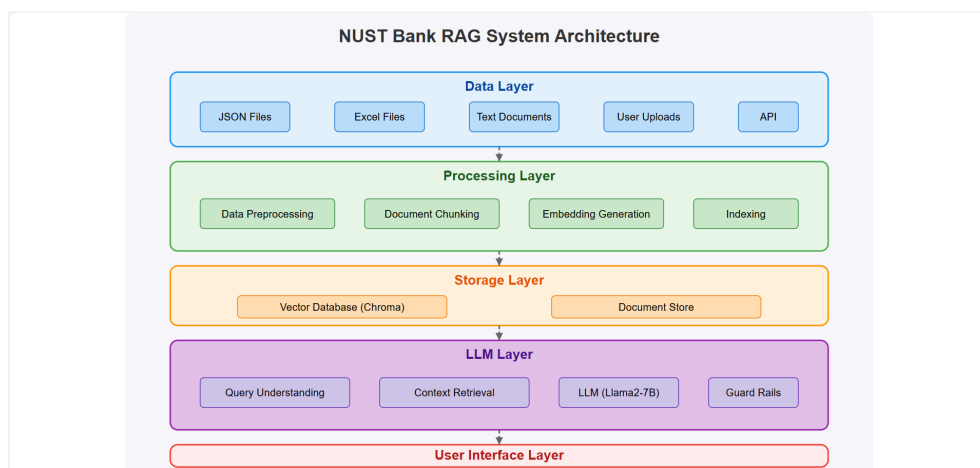 NUST Bank RAG System Architecture
Data Layer
JSON Files
Excel Files
Text Documents
User Uploads
API
Processing Layer
Data Preprocessing
Document Chunking
Embedding Generation
Indexing
Storage Layer
Vector Database (Chroma)
Document Store
LLM Layer
Query Understanding
Context Retrieval
LLM (Llama2-7B)
Guard Rails
User Interface Layer